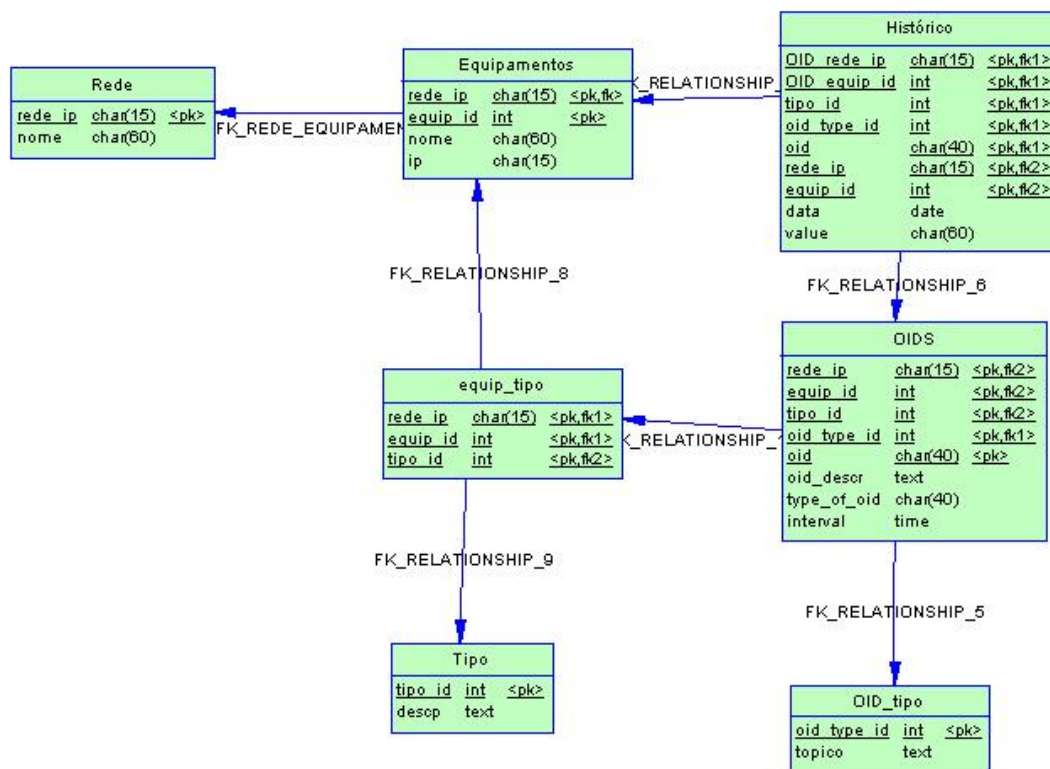 Rede
rede_ip char(15) <pk>
nome char(60)
FK_REDE_EQUIPAMEN
Equipamentos
rede_ip char(15) <pk,fk>
equip_id int <pk>
nome char(60)
ip char(15)
K_RELATIONSHIP_
Histórico
OID_rede_ip char(15) <pk,fk1>
OID_equip_id int <pk,fk1>
tipo_id int <pk,fk1>
oid_type_id int <pk,fk1>
oid char(40) <pk,fk1>
rede_ip char(15) <pk,fk2>
equip_id int <pk,fk2>
data date
value char(60)
FK_RELATIONSHIP_8
FK_RELATIONSHIP_6
equip_tipo
rede_ip char(15) <pk,fk1>
equip_id int <pk,fk1>
tipo_id int <pk,fk2>
K_RELATIONSHIP_
OIDS
rede_ip char(15) <pk,fk2>
equip_id int <pk,fk2>
tipo_id int <pk,fk2>
oid_type_id int <pk,fk1>
oid char(40) <pk>
oid_descr text
type_of_oid char(40)
interval time
FK_RELATIONSHIP_9
FK_RELATIONSHIP_5
Tipo
tipo_id int <pk>
descp text
OID_tipo
oid_type_id int <pk>
topico text